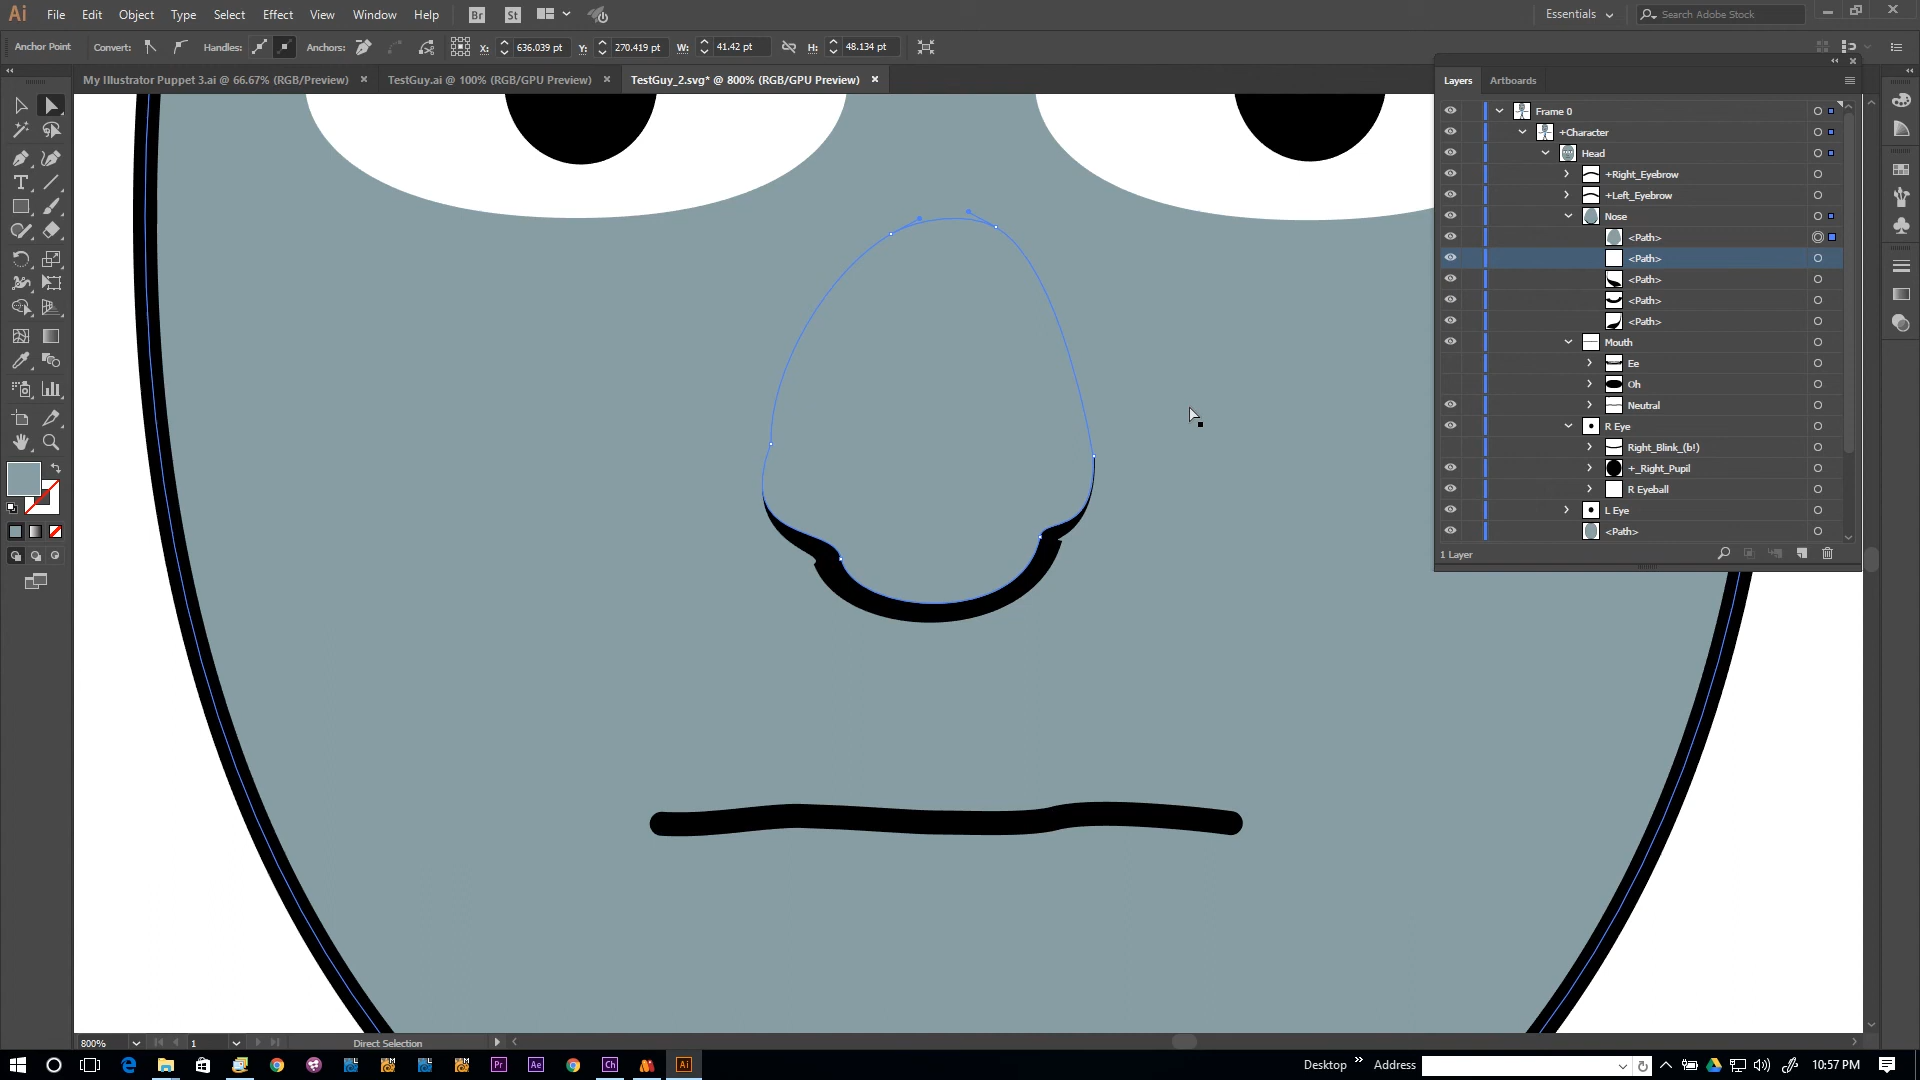 Ai File Edit Object Type Select Effect View Window Help Br St Essentials Search Adobe Stock
Anchor Point Convert: Handles: Anchors: X: 636.039 pt Y: 270.419 pt W: 41.42 pt H: 48.134 pt
My Illustrator Puppet 3.ai @ 66.67% (RGB/Preview) × TestGuy.ai @ 100% (RGB/GPU Preview) × TestGuy_2.svg* @ 800% (RGB/GPU Preview) ×
Layers Artboards
Frame 0
+Character
Head
+Right_Eyebrow
+Left_Eyebrow
Nose
<Path>
<Path>
<Path>
<Path>
<Path>
Mouth
Ee
Oh
Neutral
R Eye
Right_Blink_(b!)
+_Right_Pupil
R Eyeball
L Eye
<Path>
1 Layer
800% 1 Direct Selection
Pr Ae Ch Ai Desktop » Address 10:57 PM